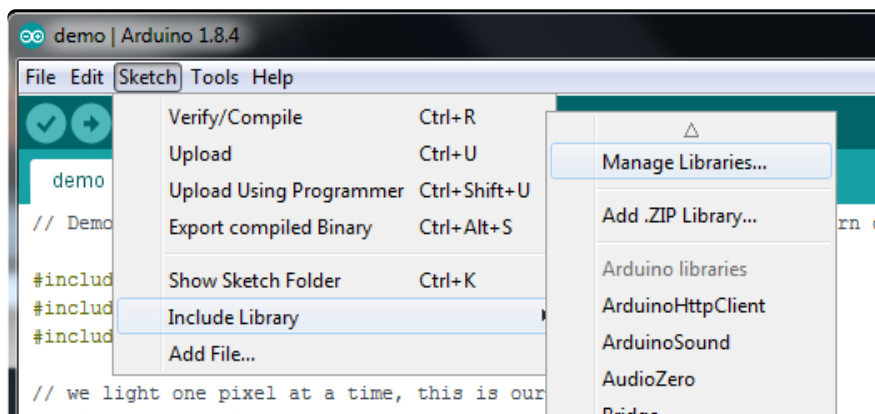 demo | Arduino 1.8.4
File Edit Sketch Tools Help
Verify/Compile Ctrl+R
Upload Ctrl+U
Upload Using Programmer Ctrl+Shift+U
Export compiled Binary Ctrl+Alt+S
Show Sketch Folder Ctrl+K
Include Library
Add File...
Manage Libraries...
Add .ZIP Library...
Arduino libraries
ArduinoHttpClient
ArduinoSound
AudioZero
Bridge
demo
// Demo
#includ
#includ
#includ
// we light one pixel at a time, this is our